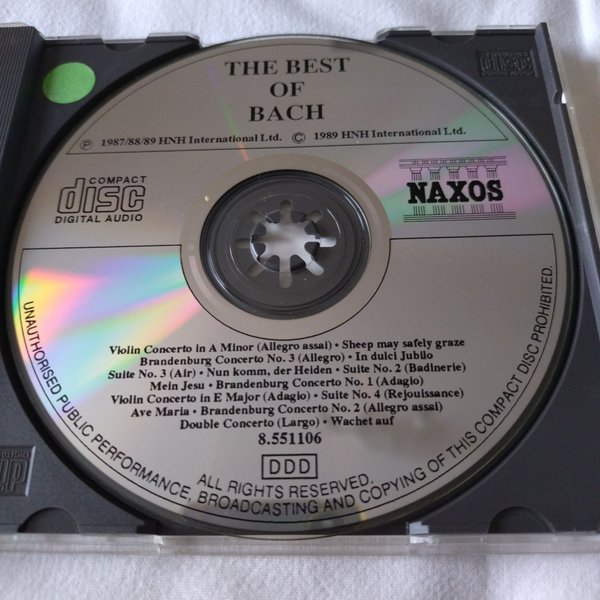 THE BEST
OF
BACH
Ⓟ 1987/88/89 HNH International Ltd. © 1989 HNH International Ltd.
COMPACT
disc
DIGITAL AUDIO
NAXOS
Violin Concerto in A Minor (Allegro assai) · Sheep may safely graze
Brandenburg Concerto No. 3 (Allegro) · In dulci Jubilo
Suite No. 3 (Air) · Nun komm, der Heiden · Suite No. 2 (Badinerie)
Mein Jesu · Brandenburg Concerto No. 1 (Adagio)
Violin Concerto in E Major (Adagio) · Suite No. 4 (Rejouissance)
Ave Maria · Brandenburg Concerto No. 2 (Allegro assai)
Double Concerto (Largo) · Wachet auf
8.551106
DDD
ALL RIGHTS RESERVED.
UNAUTHORISED PUBLIC PERFORMANCE, BROADCASTING AND COPYING OF THIS COMPACT DISC PROHIBITED.
disc